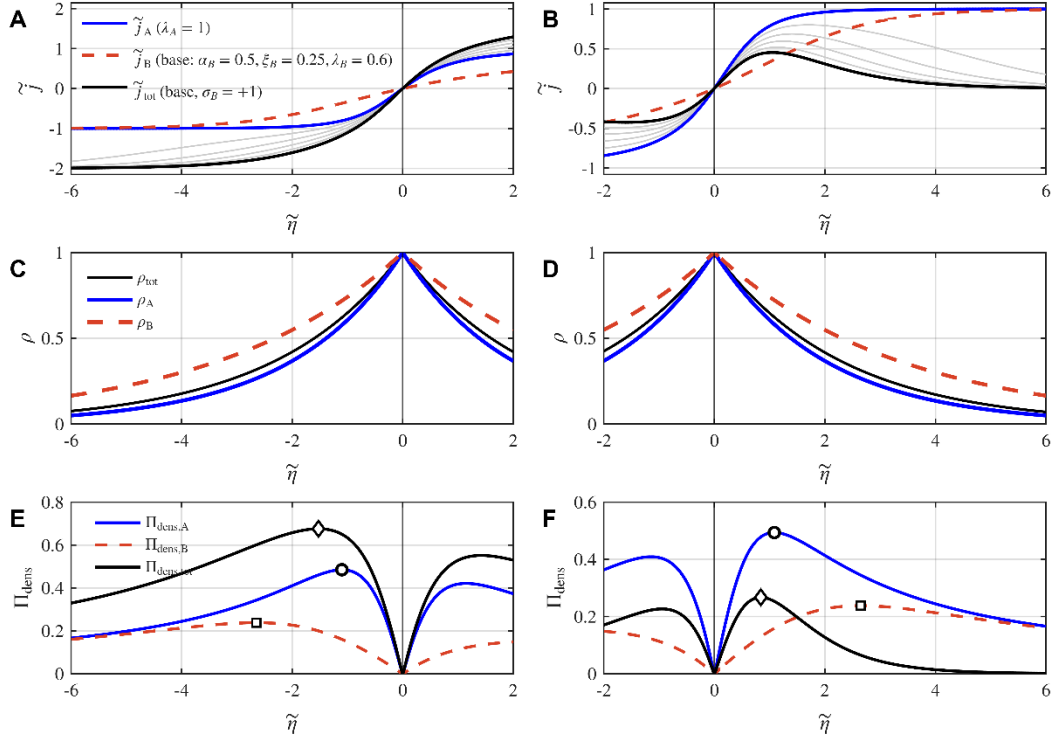 A
2
1
0
-1
-2
j̃
j̃_A (λ_A = 1)
j̃_B (base: α_B = 0.5, ξ_B = 0.25, λ_B = 0.6)
j̃_tot (base, σ_B = +1)
-6 -4 -2 0 2
η̃
B
1
0.5
0
-0.5
-1
j̃
-2 0 2 4 6
η̃
C
1
0.5
0
ρ
ρ_tot
ρ_A
ρ_B
-6 -4 -2 0 2
η̃
D
1
0.5
0
ρ
-2 0 2 4 6
η̃
E
0.8
0.6
0.4
0.2
0
Π_dens
Π_dens,A
Π_dens,B
Π_dens,tot
-6 -4 -2 0 2
η̃
F
0.6
0.4
0.2
0
Π_dens
-2 0 2 4 6
η̃